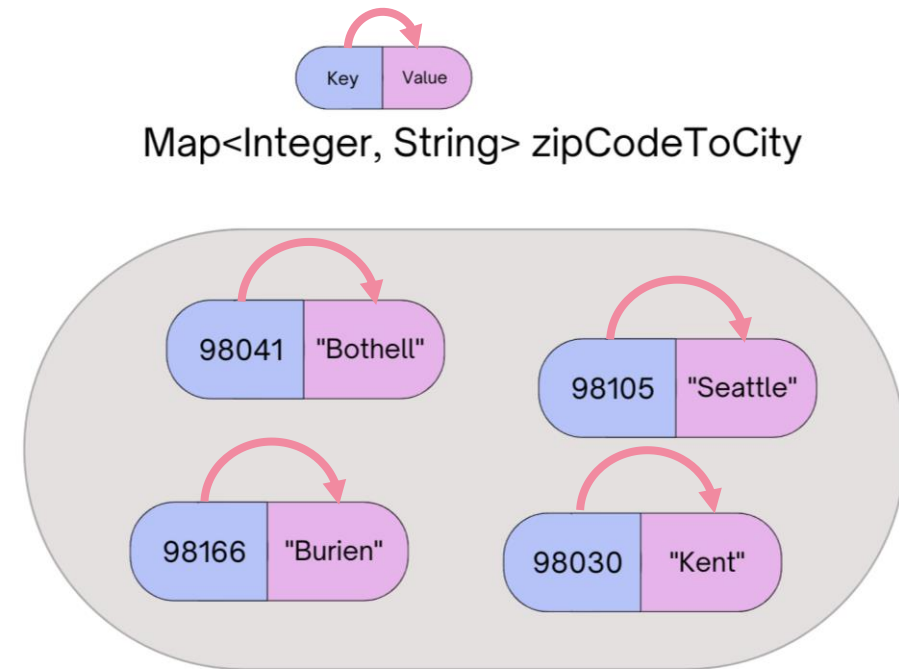 Key Value
Map<Integer, String> zipCodeToCity
98041 "Bothell"
98105 "Seattle"
98166 "Burien"
98030 "Kent"